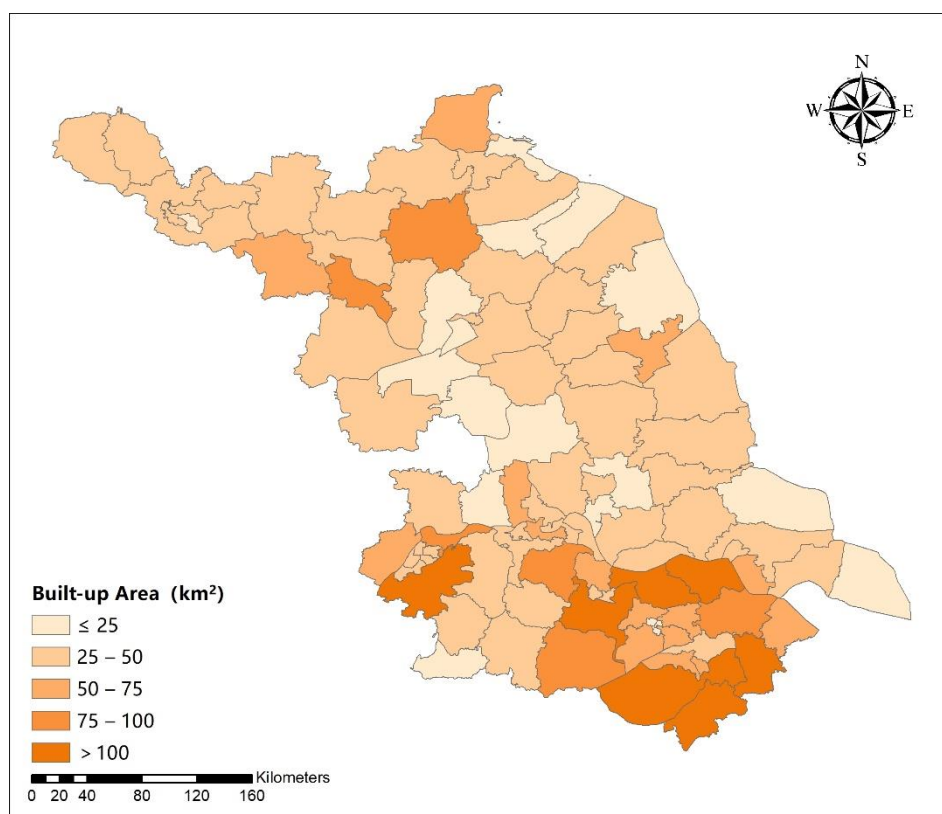 N
W E
S
Built-up Area (km²)
≤ 25
25 – 50
50 – 75
75 – 100
> 100
Kilometers
0 20 40 80 120 160